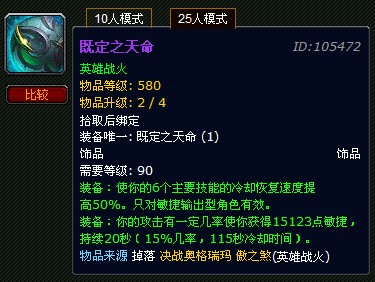 10人模式 25人模式
既定之天命 ID:105472
英雄战火
物品等级: 580
物品升级: 2 / 4
拾取后绑定
装备唯一: 既定之天命 (1)
饰品 饰品
需要等级: 90
比较
装备：使你的6个主要技能的冷却恢复速度提
高50%。只对敏捷输出型角色有效。
装备：你的攻击有一定几率使你获得15123点敏捷，
持续20秒（15%几率，115秒冷却时间）。
物品来源 掉落 决战奥格瑞玛 傲之煞(英雄战火)